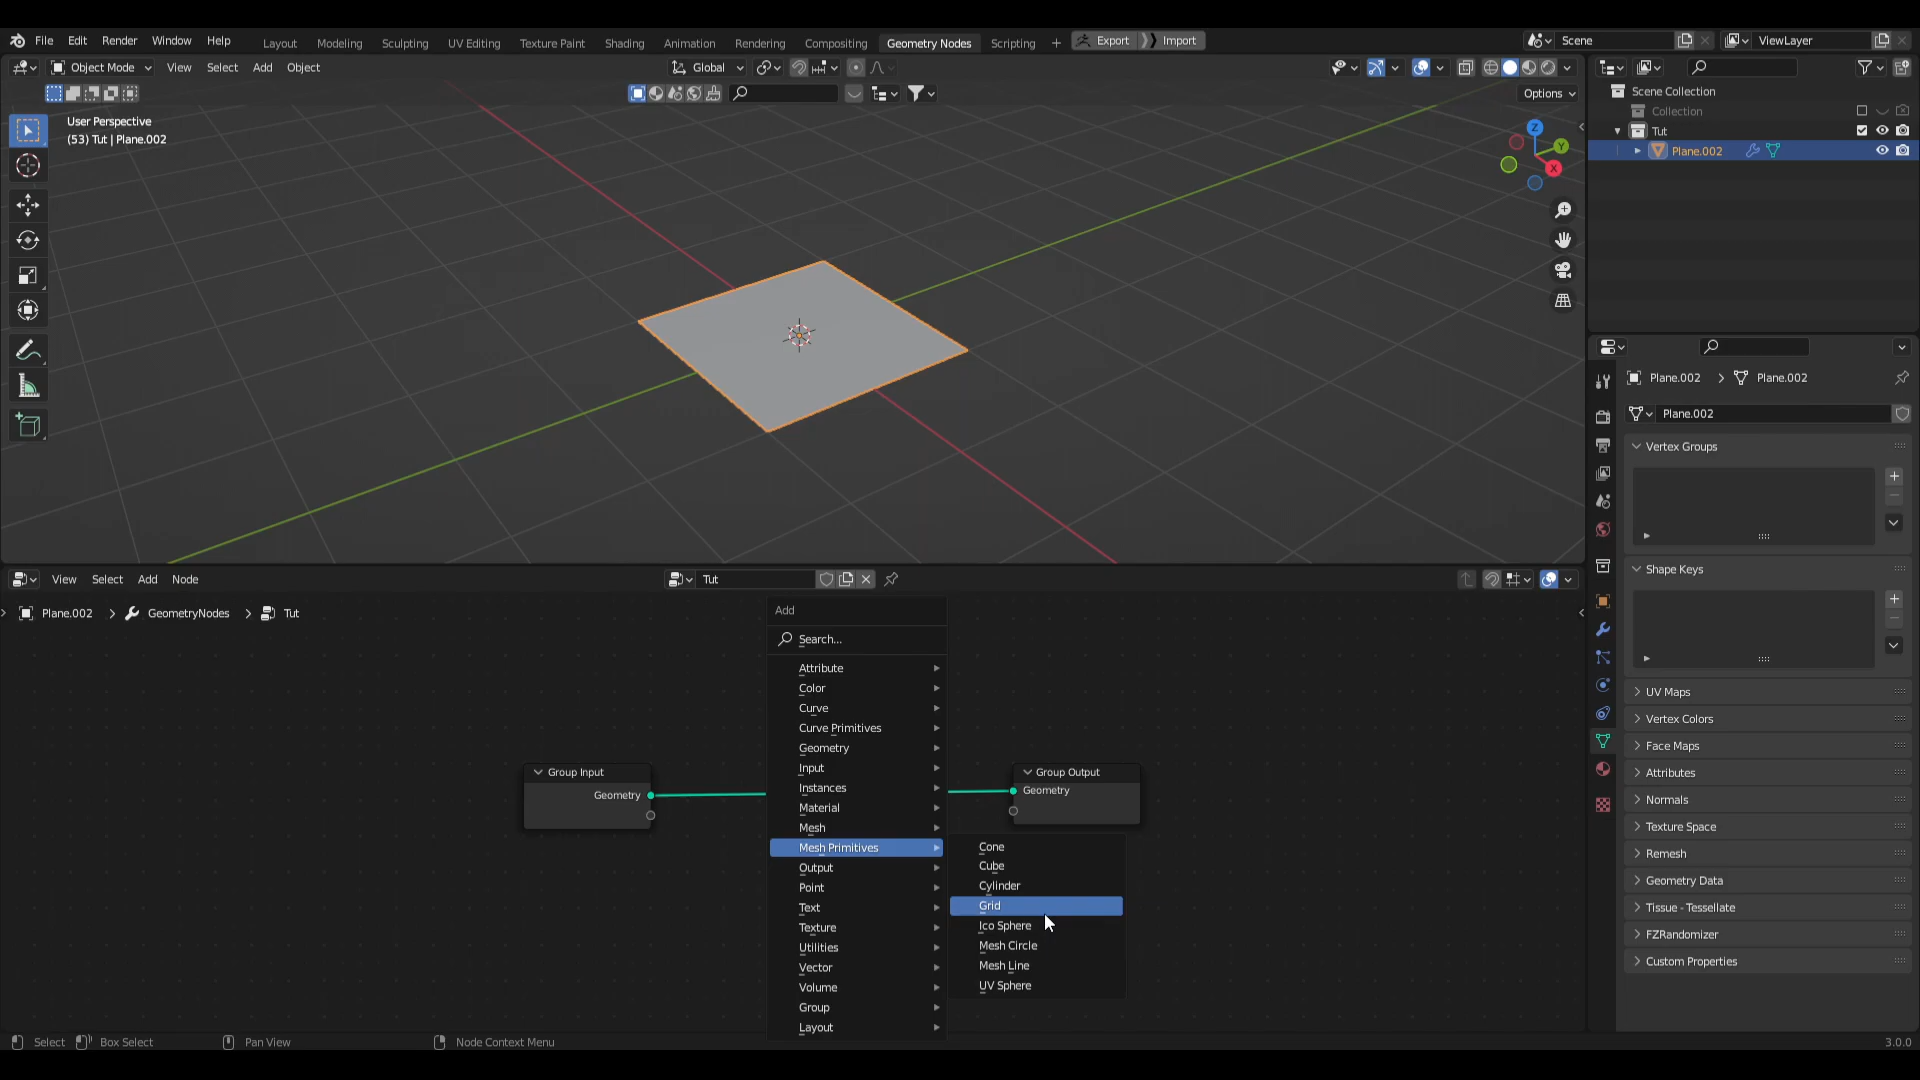 File Edit Render Window Help Layout Modeling Sculpting UV Editing Texture Paint Shading Animation Rendering Compositing Geometry Nodes Scripting + Export Import Scene ViewLayer
Object Mode View Select Add Object Global
Options
User Perspective
(53) Tut | Plane.002
Z
Y
X
Scene Collection
Collection
Tut
Plane.002
Plane.002 > Plane.002
Plane.002
Vertex Groups
Shape Keys
UV Maps
Vertex Colors
Face Maps
Attributes
Normals
Texture Space
Remesh
Geometry Data
Tissue - Tessellate
FZRandomizer
Custom Properties
View Select Add Node Tut
Plane.002 > GeometryNodes > Tut
Add
Search...
Attribute
Color
Curve
Curve Primitives
Geometry
Input
Instances
Material
Mesh
Mesh Primitives
Output
Point
Text
Texture
Utilities
Vector
Volume
Group
Layout
Cone
Cube
Cylinder
Grid
Ico Sphere
Mesh Circle
Mesh Line
UV Sphere
Group Input
Geometry
Group Output
Geometry
Select Box Select Pan View Node Context Menu 3.0.0